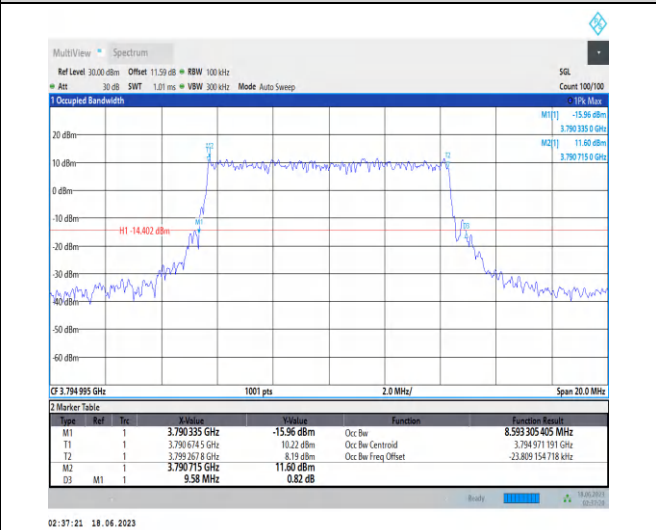 MultiView Spectrum
Ref Level 30.00 dBm Offset 11.59 dB RBW 100 kHz SGL
Att 30 dB SWT 1.01 ms VBW 300 kHz Mode Auto Sweep Count 100/100
1 Occupied Bandwidth 1Pk Max
M1[1] -15.96 dBm
3.790 335 0 GHz
M2[1] 11.60 dBm
3.790 715 0 GHz
20 dBm
10 dBm
0 dBm
-10 dBm
M1
H1 -14.402 dBm
-20 dBm
-30 dBm
-40 dBm
-50 dBm
-60 dBm
CF 3.794 995 GHz 1001 pts 2.0 MHz/ Span 20.0 MHz
2 Marker Table
Type Ref Trc X-Value Y-Value Function Function Result
M1 1 3.790 335 GHz -15.96 dBm Occ Bw 8.593 305 405 MHz
T1 1 3.790 674 5 GHz 10.22 dBm Occ Bw Centroid 3.794 971 191 GHz
T2 1 3.799 267 8 GHz 8.19 dBm Occ Bw Freq Offset -23.809 154 718 kHz
M2 1 3.790 715 GHz 11.60 dBm
D3 M1 1 9.58 MHz 0.82 dB
Ready 18.06.2023
02:37:21 18.06.2023